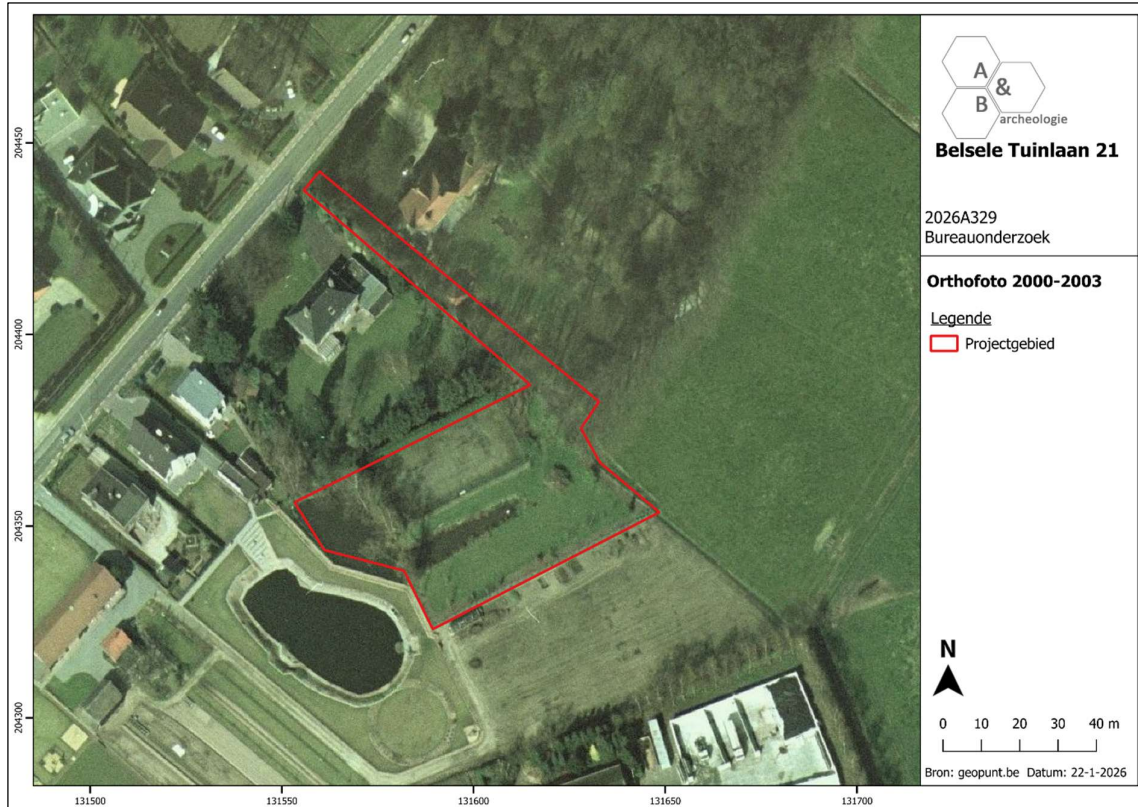 204450
204400
204350
204300
131500
131550
131600
131650
131700
A
&
B
archeologie
Belsele Tuinlaan 21
2026A329
Bureauonderzoek
Orthofoto 2000-2003
Legende
Projectgebied
N
0 10 20 30 40 m
Bron: geopunt.be Datum: 22-1-2026